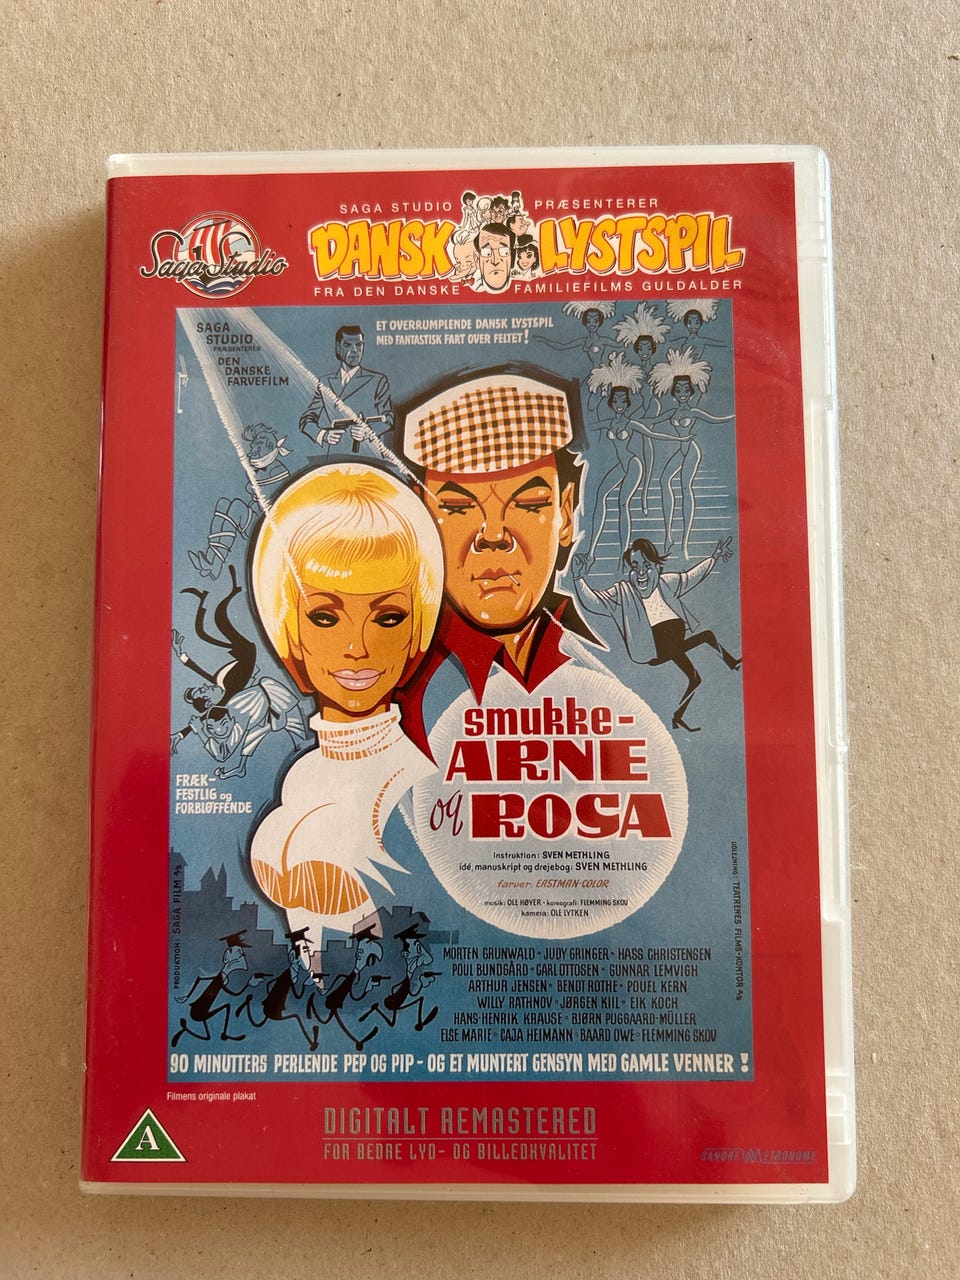 Saga Studio
SAGA STUDIO PRÆSENTERER
DANSK LYSTSPIL
FRA DEN DANSKE FAMILIEFILMS GULDALDER
SAGA
STUDIO
PRÆSENTERER
DEN
DANSKE
FARVEFILM
ET OVERRUMPLENDE DANSK LYSTSPIL
MED FANTASTISK FART OVER FELTET!
smukke-
ARNE
og ROSA
FRÆK-
FESTLIG og
FORBLØFFENDE
instruktion: SVEN METHLING
idé, manuskript og drejebog: SVEN METHLING
farver: EASTMAN-COLOR
musik: OLE HØYER - koreografi: FLEMMING SKOV
kamera: OLE LYTKEN
PRODUKTION: SAGA FILM A/S
UDLEJNING: TEATRENES FILMS-KONTOR A/S
MORTEN GRUNWALD - JUDY GRINGER - HASS CHRISTENSEN
POUL BUNDGÅRD - CARL OTTOSEN - GUNNAR LEMVIGH
ARTHUR JENSEN - BENDT ROTHE - POUEL KERN
WILLY RATHNOV - JØRGEN KIIL - EIK KOCH
HANS-HENRIK KRAUSE - BJØRN PUGGAARD-MÜLLER
ELSE MARIE - CAJA HEIMANN - BAARD OWE - FLEMMING SKOV
90 MINUTTERS PERLENDE PEP OG PIP - OG ET MUNTERT GENSYN MED GAMLE VENNER!
Filmens originale plakat
A
DIGITALT REMASTERED
FOR BEDRE LYD- OG BILLEDKVALITET
SANDREW METRONOME